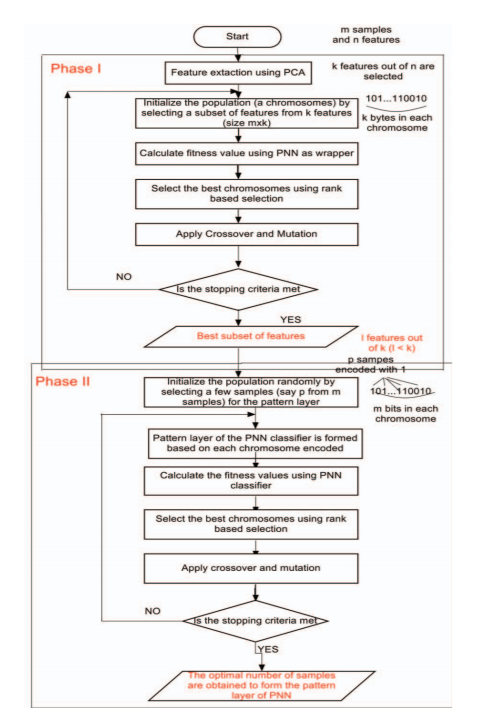 Start
m samples
and n features
Phase I
Feature extaction using PCA
k features out of n are
selected
Initialize the population (a chromosomes) by
selecting a subset of features from k features
(size mxk)
101...110010
k bytes in each
chromosome
Calculate fitness value using PNN as wrapper
Select the best chromosomes using rank
based selection
Apply Crossover and Mutation
NO
Is the stopping criteria met
YES
Best subset of features
l features out
of k (l < k)
p sampes
encoded with 1
Phase II
Initialize the population randomly by
selecting a few samples (say p from m
samples) for the pattern layer
101...110010
m bits in each
chromosome
Pattern layer of the PNN classifier is formed
based on each chromosome encoded
Calculate the fitness values using PNN
classifier
Select the best chromosomes using rank
based selection
Apply crossover and mutation
NO
Is the stopping criteria met
YES
The optimal number of samples
are obtained to form the pattern
layer of PNN